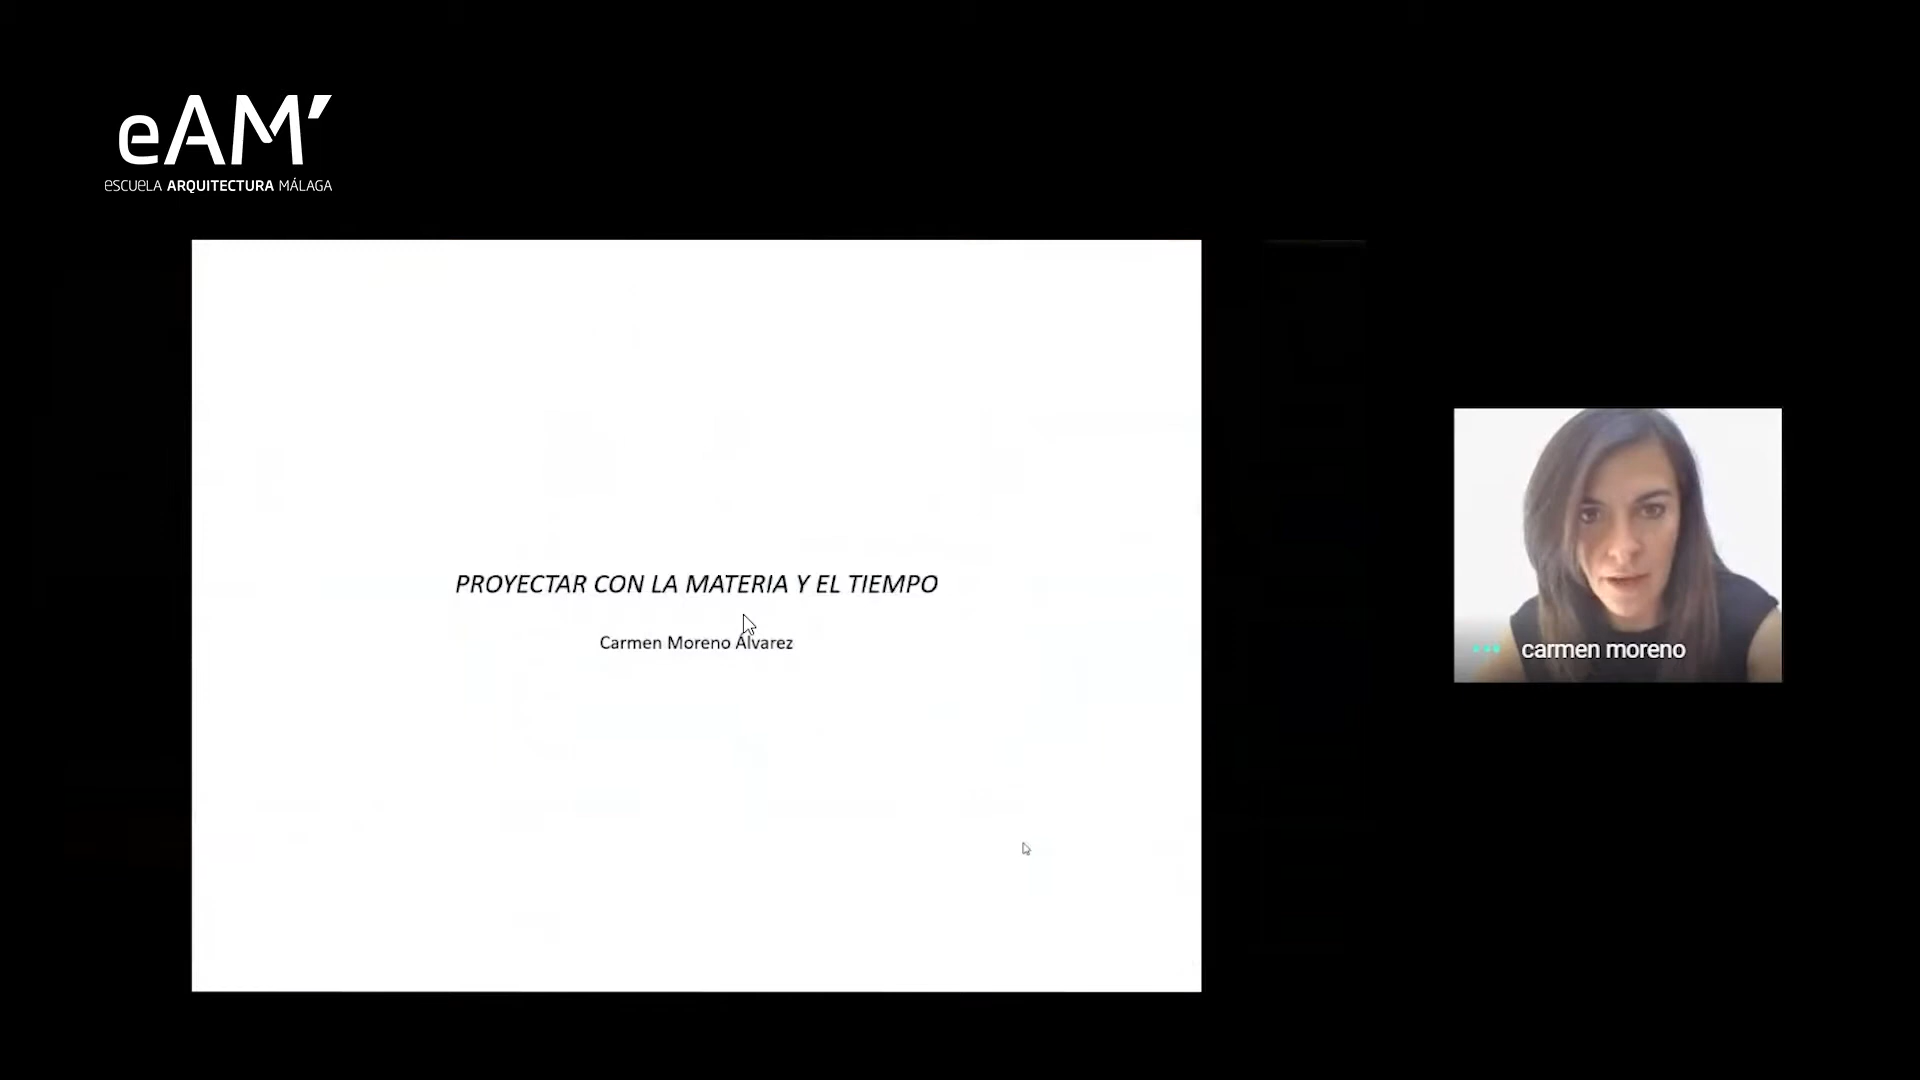 eAM'
ESCUELA ARQUITECTURA MÁLAGA
PROYECTAR CON LA MATERIA Y EL TIEMPO
Carmen Moreno Álvarez
carmen moreno